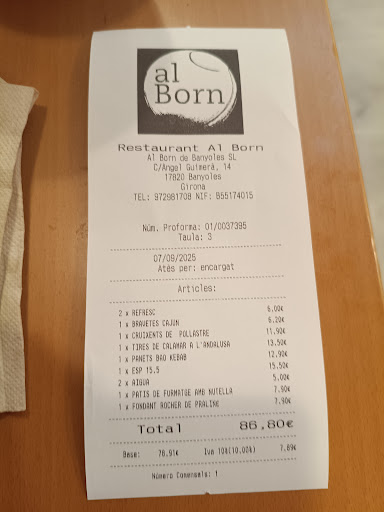 al
Born
Restaurant Al Born
Al Born de Banyoles SL
C/Angel Guimerà, 14
17820 Banyoles
Girona
TEL: 972981708 NIF: B55174015
Núm. Proforma: 01/0037395
Taula: 3
07/09/2025
Atès per: encargat
Articles:
2 x REFRESC 6.00€
1 x BRAVETES CAJUN 6.20€
1 x CRUIXENTS DE POLLASTRE 11.90€
1 x TIRES DE CALAMAR A L'ANDALUSA 13.50€
1 x PANETS BAO KEBAB 12.90€
1 x ESP 15.5 15.50€
2 x AIGUA 5.00€
1 x PATIS DE FORMATGE AMB NUTELLA 7.90€
1 x FONDANT ROCHER DE PRALINE 7.90€
Total 86.80€
Base: 78.91€ Iva 10%(10.00%) 7.89€
Número Comensals: 1